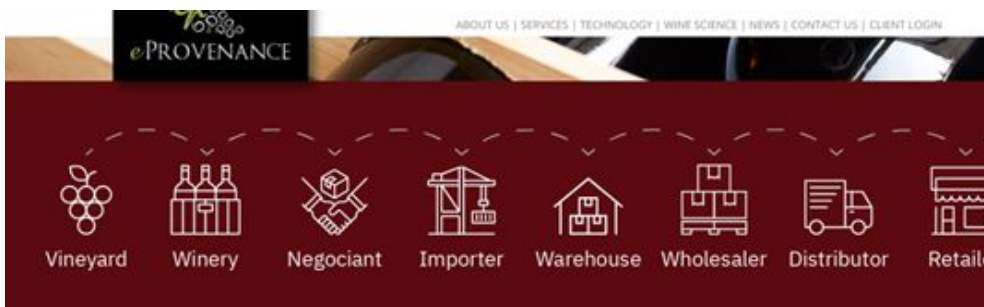 ABOUT US | SERVICES | TECHNOLOGY | WINE SCIENCE | NEWS | CONTACT US | CLIENT LOGIN
ePROVENANCE
Vineyard Winery Negociant Importer Warehouse Wholesaler Distributor